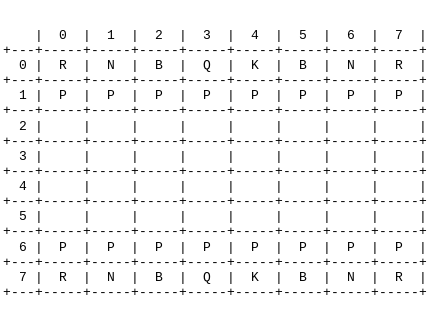 |  0  |  1  |  2  |  3  |  4  |  5  |  6  |  7  |
+---+-----+-----+-----+-----+-----+-----+-----+-----+
  0 |  R  |  N  |  B  |  Q  |  K  |  B  |  N  |  R  |
+---+-----+-----+-----+-----+-----+-----+-----+-----+
  1 |  P  |  P  |  P  |  P  |  P  |  P  |  P  |  P  |
+---+-----+-----+-----+-----+-----+-----+-----+-----+
  2 |     |     |     |     |     |     |     |     |
+---+-----+-----+-----+-----+-----+-----+-----+-----+
  3 |     |     |     |     |     |     |     |     |
+---+-----+-----+-----+-----+-----+-----+-----+-----+
  4 |     |     |     |     |     |     |     |     |
+---+-----+-----+-----+-----+-----+-----+-----+-----+
  5 |     |     |     |     |     |     |     |     |
+---+-----+-----+-----+-----+-----+-----+-----+-----+
  6 |  P  |  P  |  P  |  P  |  P  |  P  |  P  |  P  |
+---+-----+-----+-----+-----+-----+-----+-----+-----+
  7 |  R  |  N  |  B  |  Q  |  K  |  B  |  N  |  R  |
+---+-----+-----+-----+-----+-----+-----+-----+-----+